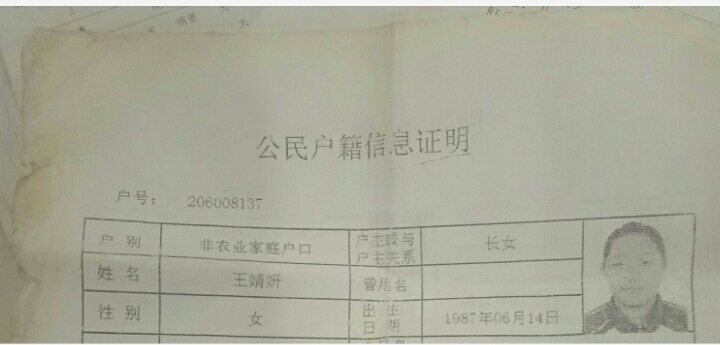 公民户籍信息证明
户号： 206008137
户 别 非农业家庭户口 户主或与户主关系 长女
姓 名 王婧妍 曾用名
性 别 女 出 生 日 期 1987年06月14日